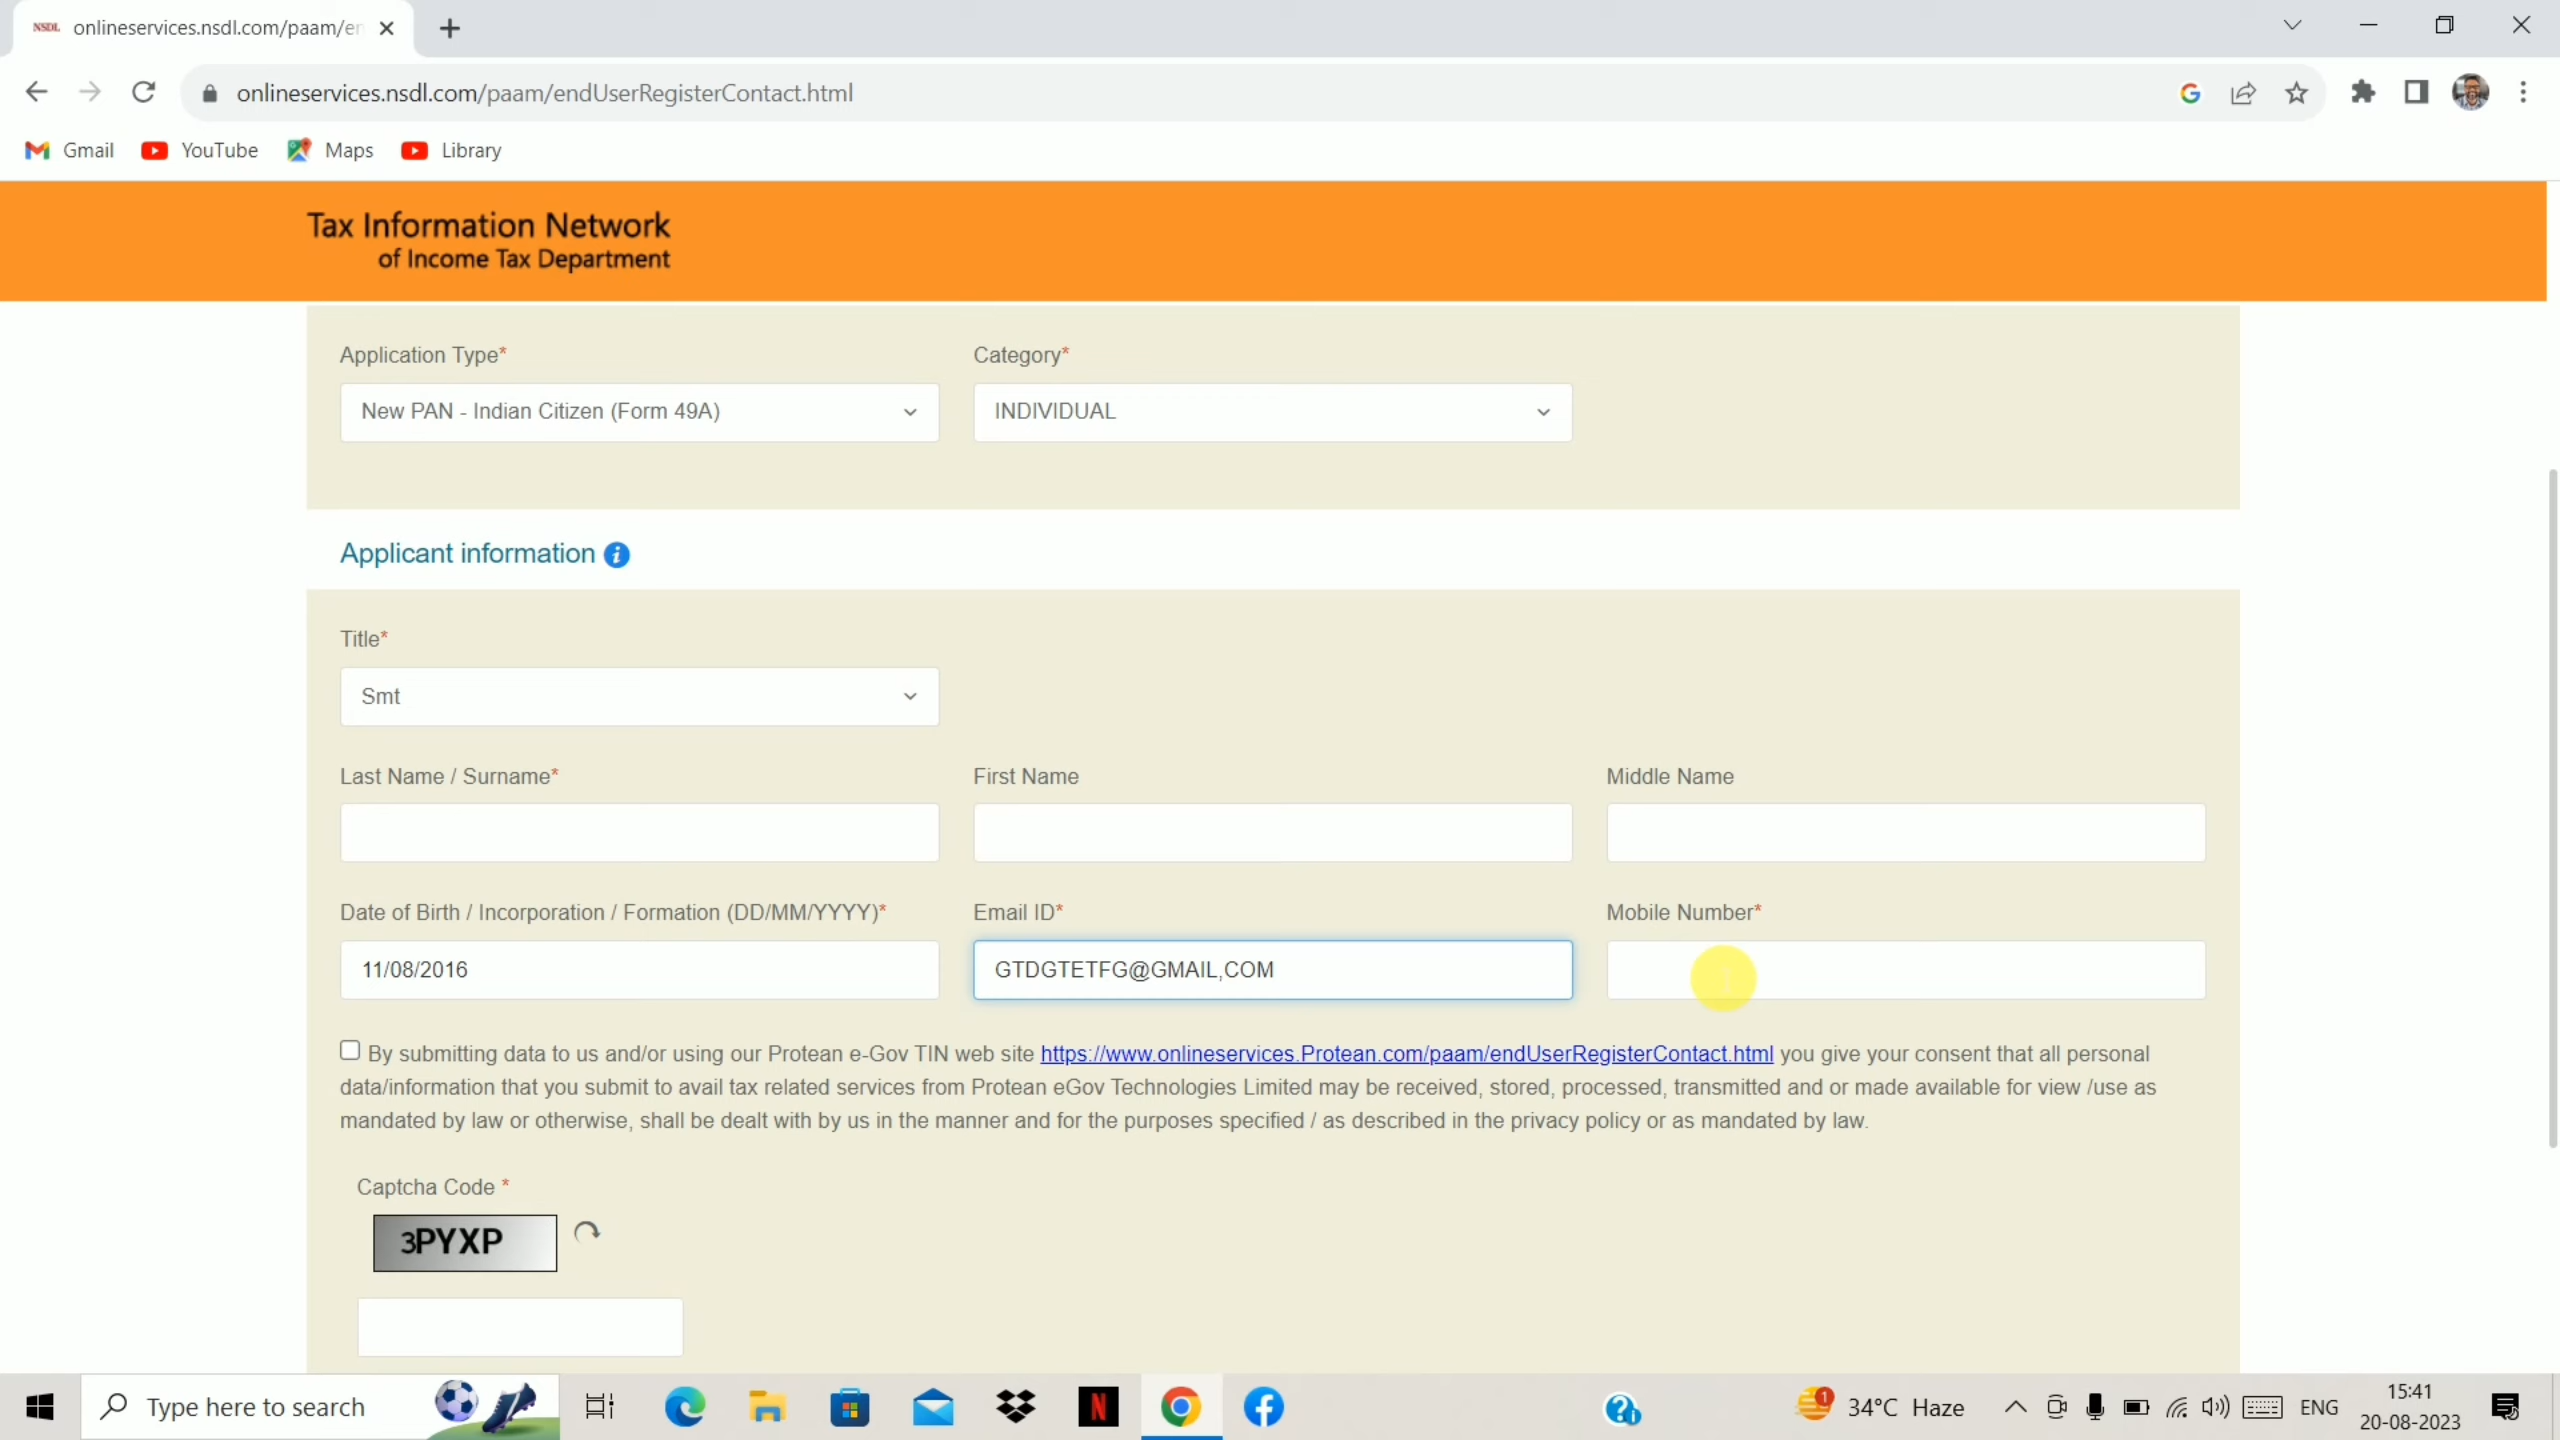 NSDL onlineservices.nsdl.com/paam/en
onlineservices.nsdl.com/paam/endUserRegisterContact.html
Gmail YouTube Maps Library
Tax Information Network
of Income Tax Department
Application Type* Category*
New PAN - Indian Citizen (Form 49A) INDIVIDUAL
Applicant information i
Title*
Smt
Last Name / Surname* First Name Middle Name
Date of Birth / Incorporation / Formation (DD/MM/YYYY)* Email ID* Mobile Number*
11/08/2016 GTDGTETFG@GMAIL,COM
By submitting data to us and/or using our Protean e-Gov TIN web site https://www.onlineservices.Protean.com/paam/endUserRegisterContact.html you give your consent that all personal
data/information that you submit to avail tax related services from Protean eGov Technologies Limited may be received, stored, processed, transmitted and or made available for view /use as
mandated by law or otherwise, shall be dealt with by us in the manner and for the purposes specified / as described in the privacy policy or as mandated by law.
Captcha Code *
3PYXP
Type here to search 1 34°C Haze ENG 15:41
20-08-2023